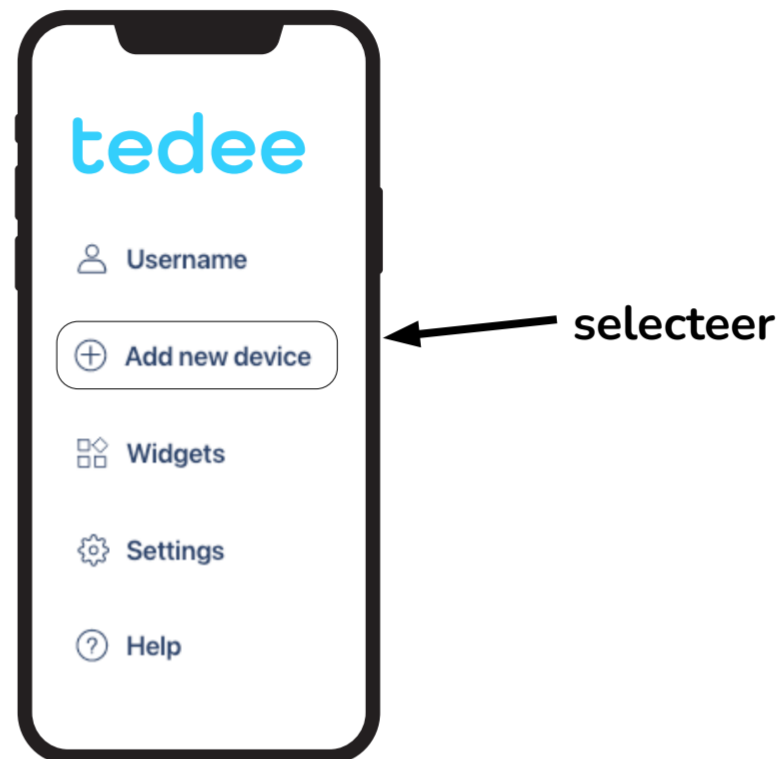 tedee
Username
Add new device
selecteer
Widgets
Settings
Help